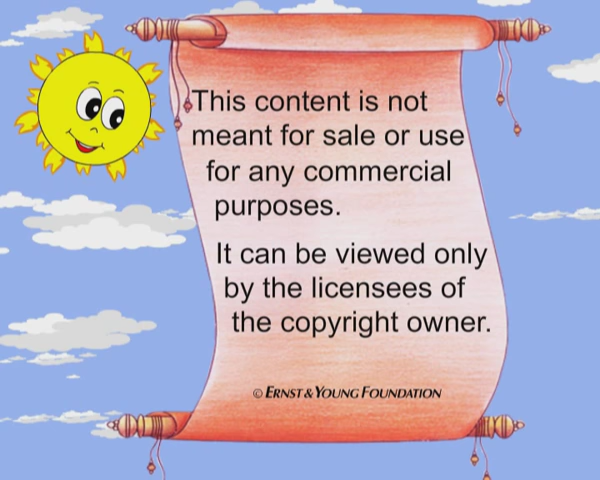 This content is not
meant for sale or use
for any commercial
purposes.
It can be viewed only
by the licensees of
the copyright owner.
© ERNST & YOUNG FOUNDATION